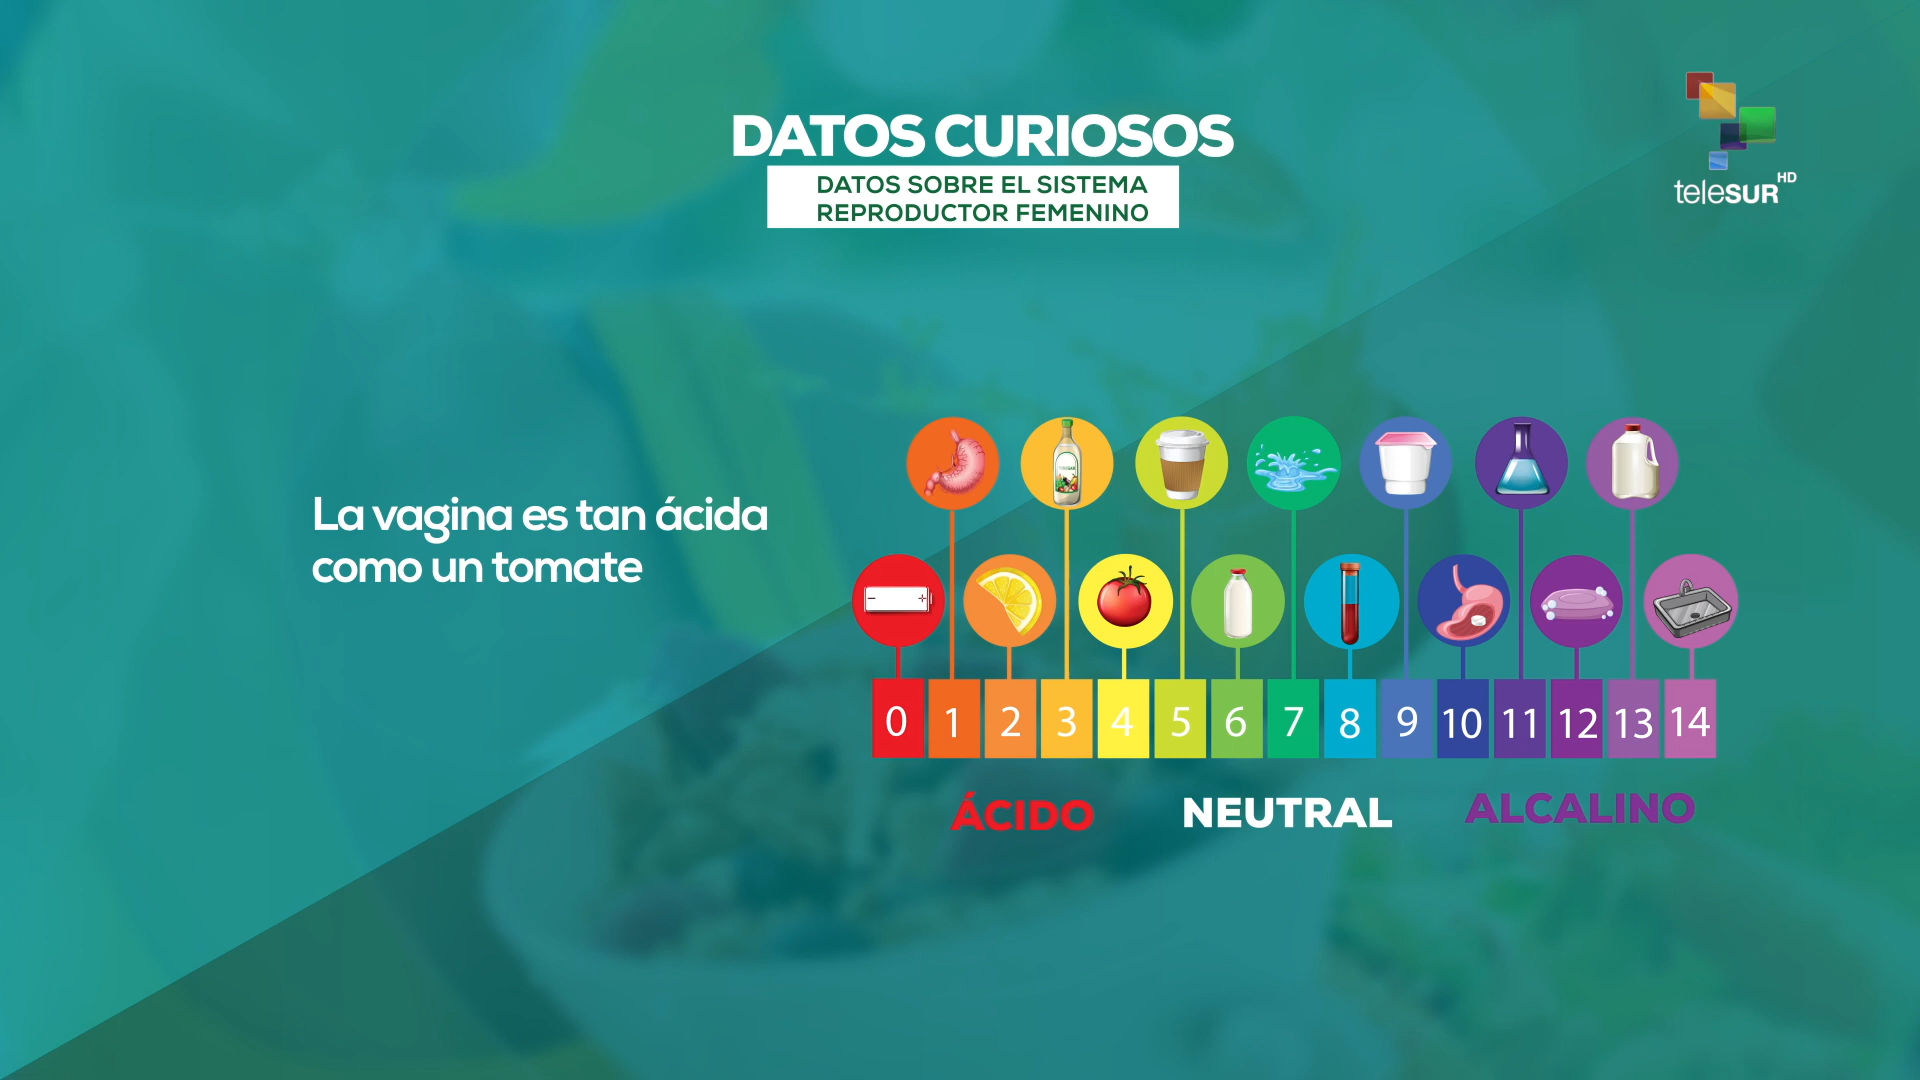 DATOS CURIOSOS
DATOS SOBRE EL SISTEMA
REPRODUCTOR FEMENINO
teleSUR HD
La vagina es tan ácida
como un tomate
0 1 2 3 4 5 6 7 8 9 10 11 12 13 14
ÁCIDO NEUTRAL ALCALINO